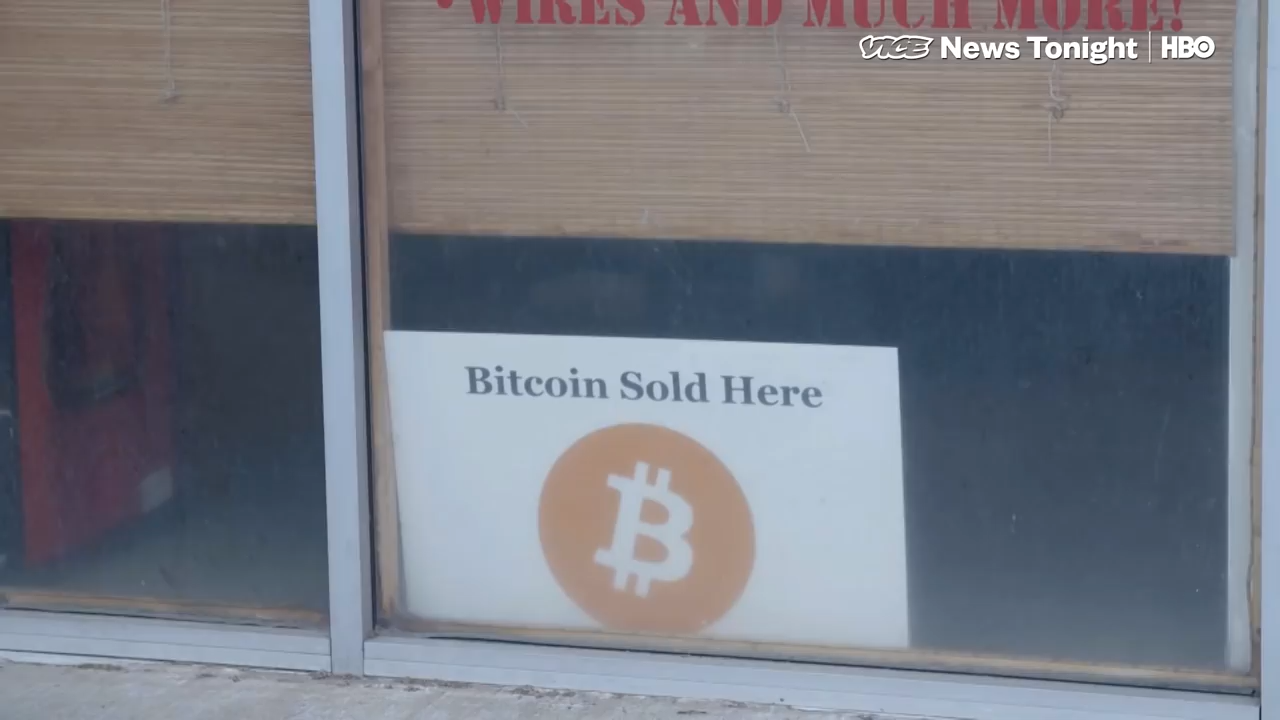 •WIRES AND MUCH MORE!
VICE News Tonight | HBO
Bitcoin Sold Here